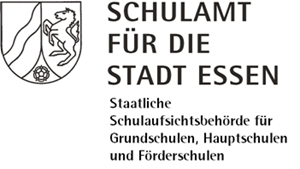 SCHULAMT
FÜR DIE
STADT ESSEN
Staatliche
Schulaufsichtsbehörde für
Grundschulen, Hauptschulen
und Förderschulen